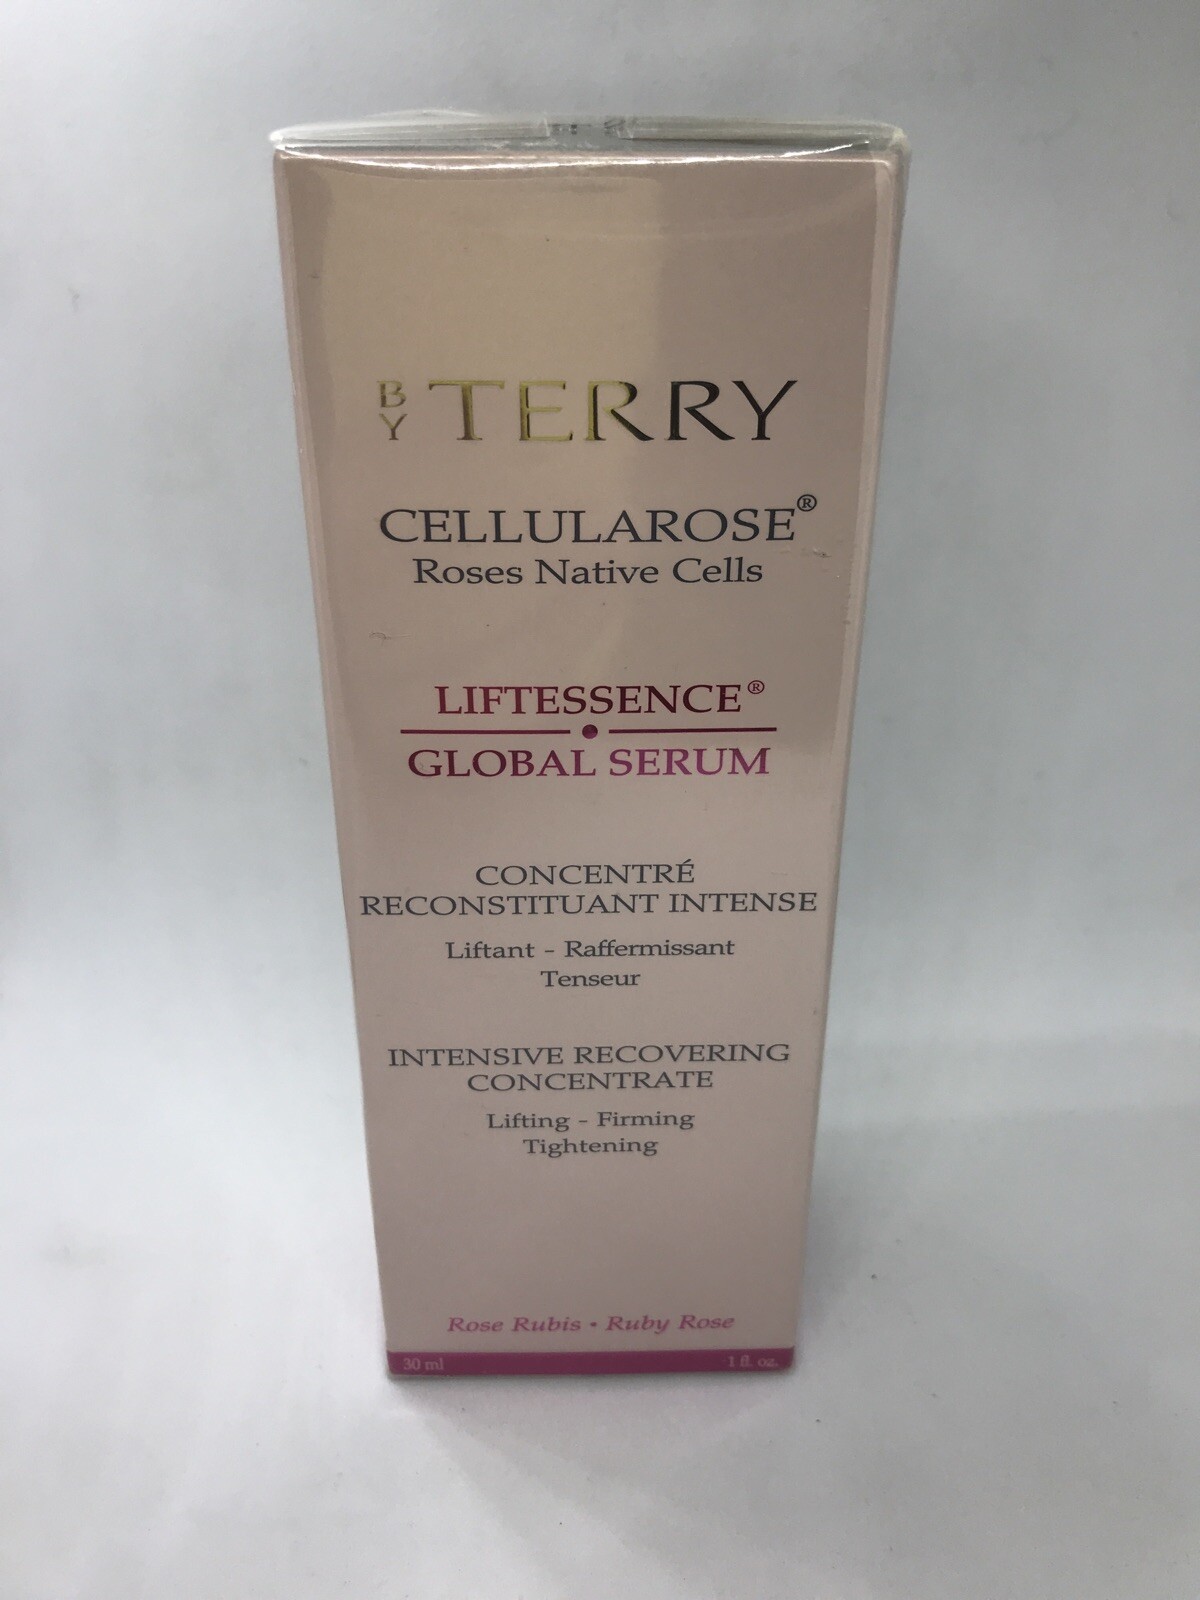 BY TERRY
CELLULAROSE®
Roses Native Cells
LIFTESSENCE®
GLOBAL SERUM
CONCENTRÉ
RECONSTITUANT INTENSE
Liftant - Raffermissant
Tenseur
INTENSIVE RECOVERING
CONCENTRATE
Lifting - Firming
Tightening
Rose Rubis • Ruby Rose
30 ml 1 fl. oz.